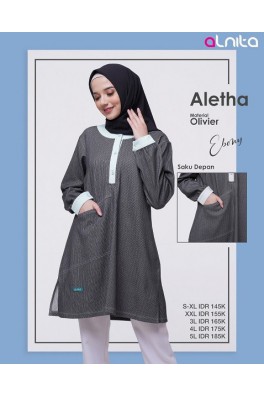 alnita
Aletha
Material
Olivier
Ebony
Saku Depan
S-XL IDR 145K
XXL IDR 155K
3L IDR 165K
4L IDR 175K
5L IDR 185K